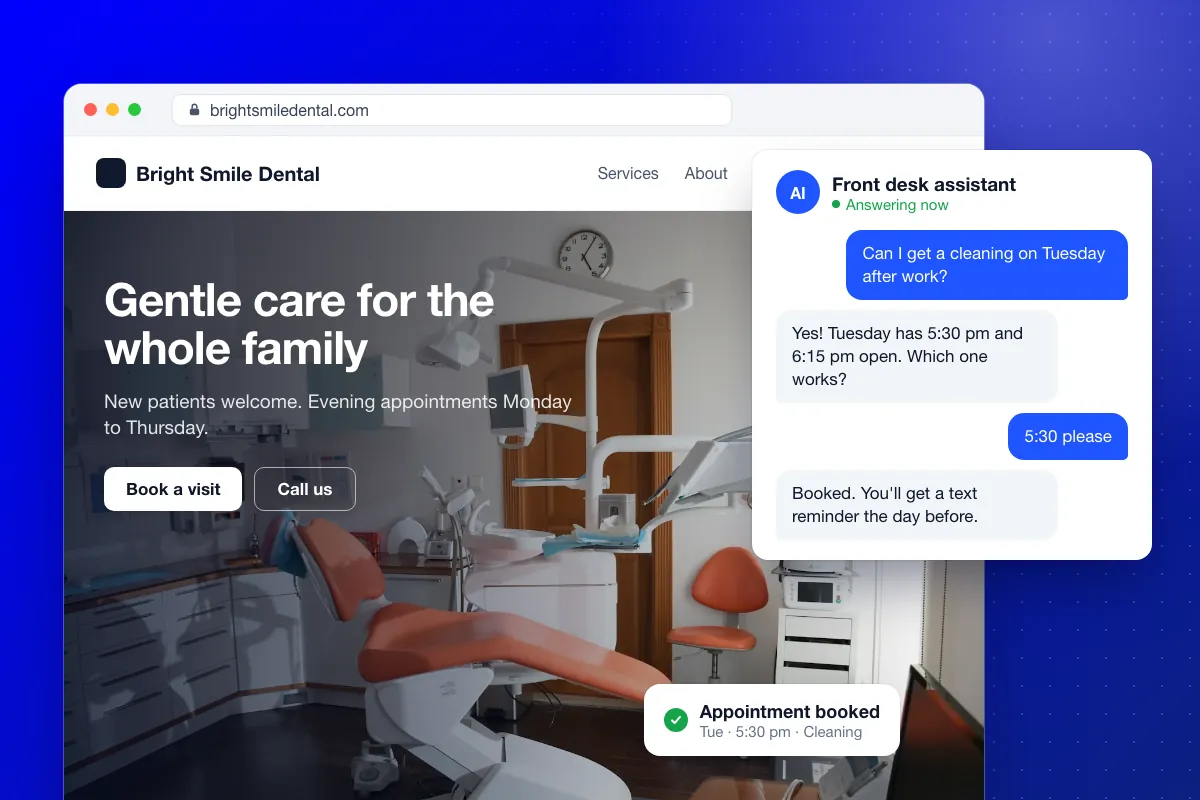 brightsmiledental.com
Bright Smile Dental
Services
About
Gentle care for the
whole family
New patients welcome. Evening appointments Monday
to Thursday.
Book a visit
Call us
AI
Front desk assistant
Answering now
Can I get a cleaning on Tuesday
after work?
Yes! Tuesday has 5:30 pm and
6:15 pm open. Which one
works?
5:30 please
Booked. You'll get a text
reminder the day before.
Appointment booked
Tue · 5:30 pm · Cleaning